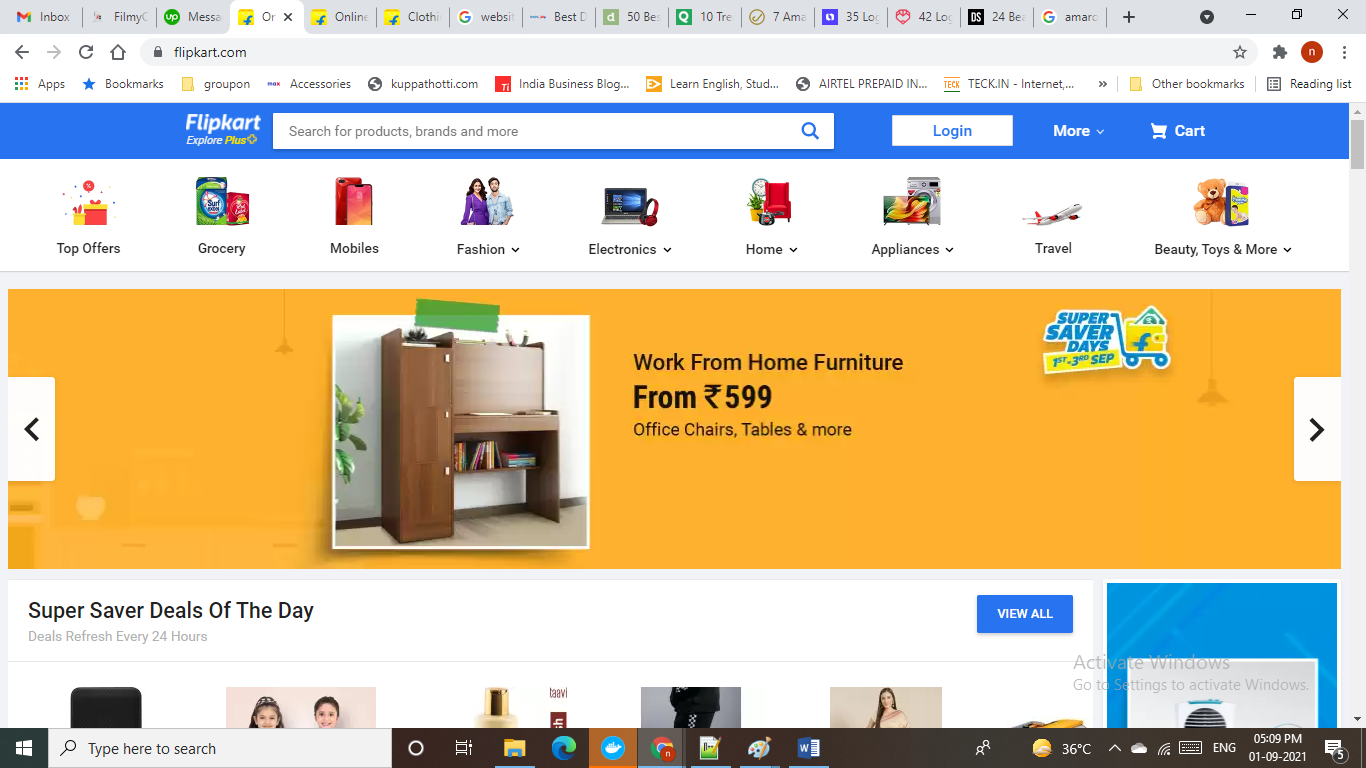 Inbox
FilmyC
Messa
Or
Online
Clothi
websit
Best D
50 Bes
10 Tre
7 Ama
35 Log
42 Log
24 Bea
amaro
flipkart.com
n
Apps
Bookmarks
groupon
Accessories
kuppathotti.com
India Business Blog...
Learn English, Stud...
AIRTEL PREPAID IN...
TECK.IN - Internet,...
»
Other bookmarks
Reading list
Flipkart
Explore Plus
Search for products, brands and more
Login
More
Cart
Top Offers
Grocery
Mobiles
Fashion
Electronics
Home
Appliances
Travel
Beauty, Toys & More
SUPER
SAVER
DAYS
1ST-3RD SEP
Work From Home Furniture
From ₹599
Office Chairs, Tables & more
Super Saver Deals Of The Day
VIEW ALL
Deals Refresh Every 24 Hours
taavi
Activate Windows
Go to Settings to activate Windows.
Type here to search
36°C
ENG
05:09 PM
01-09-2021
5